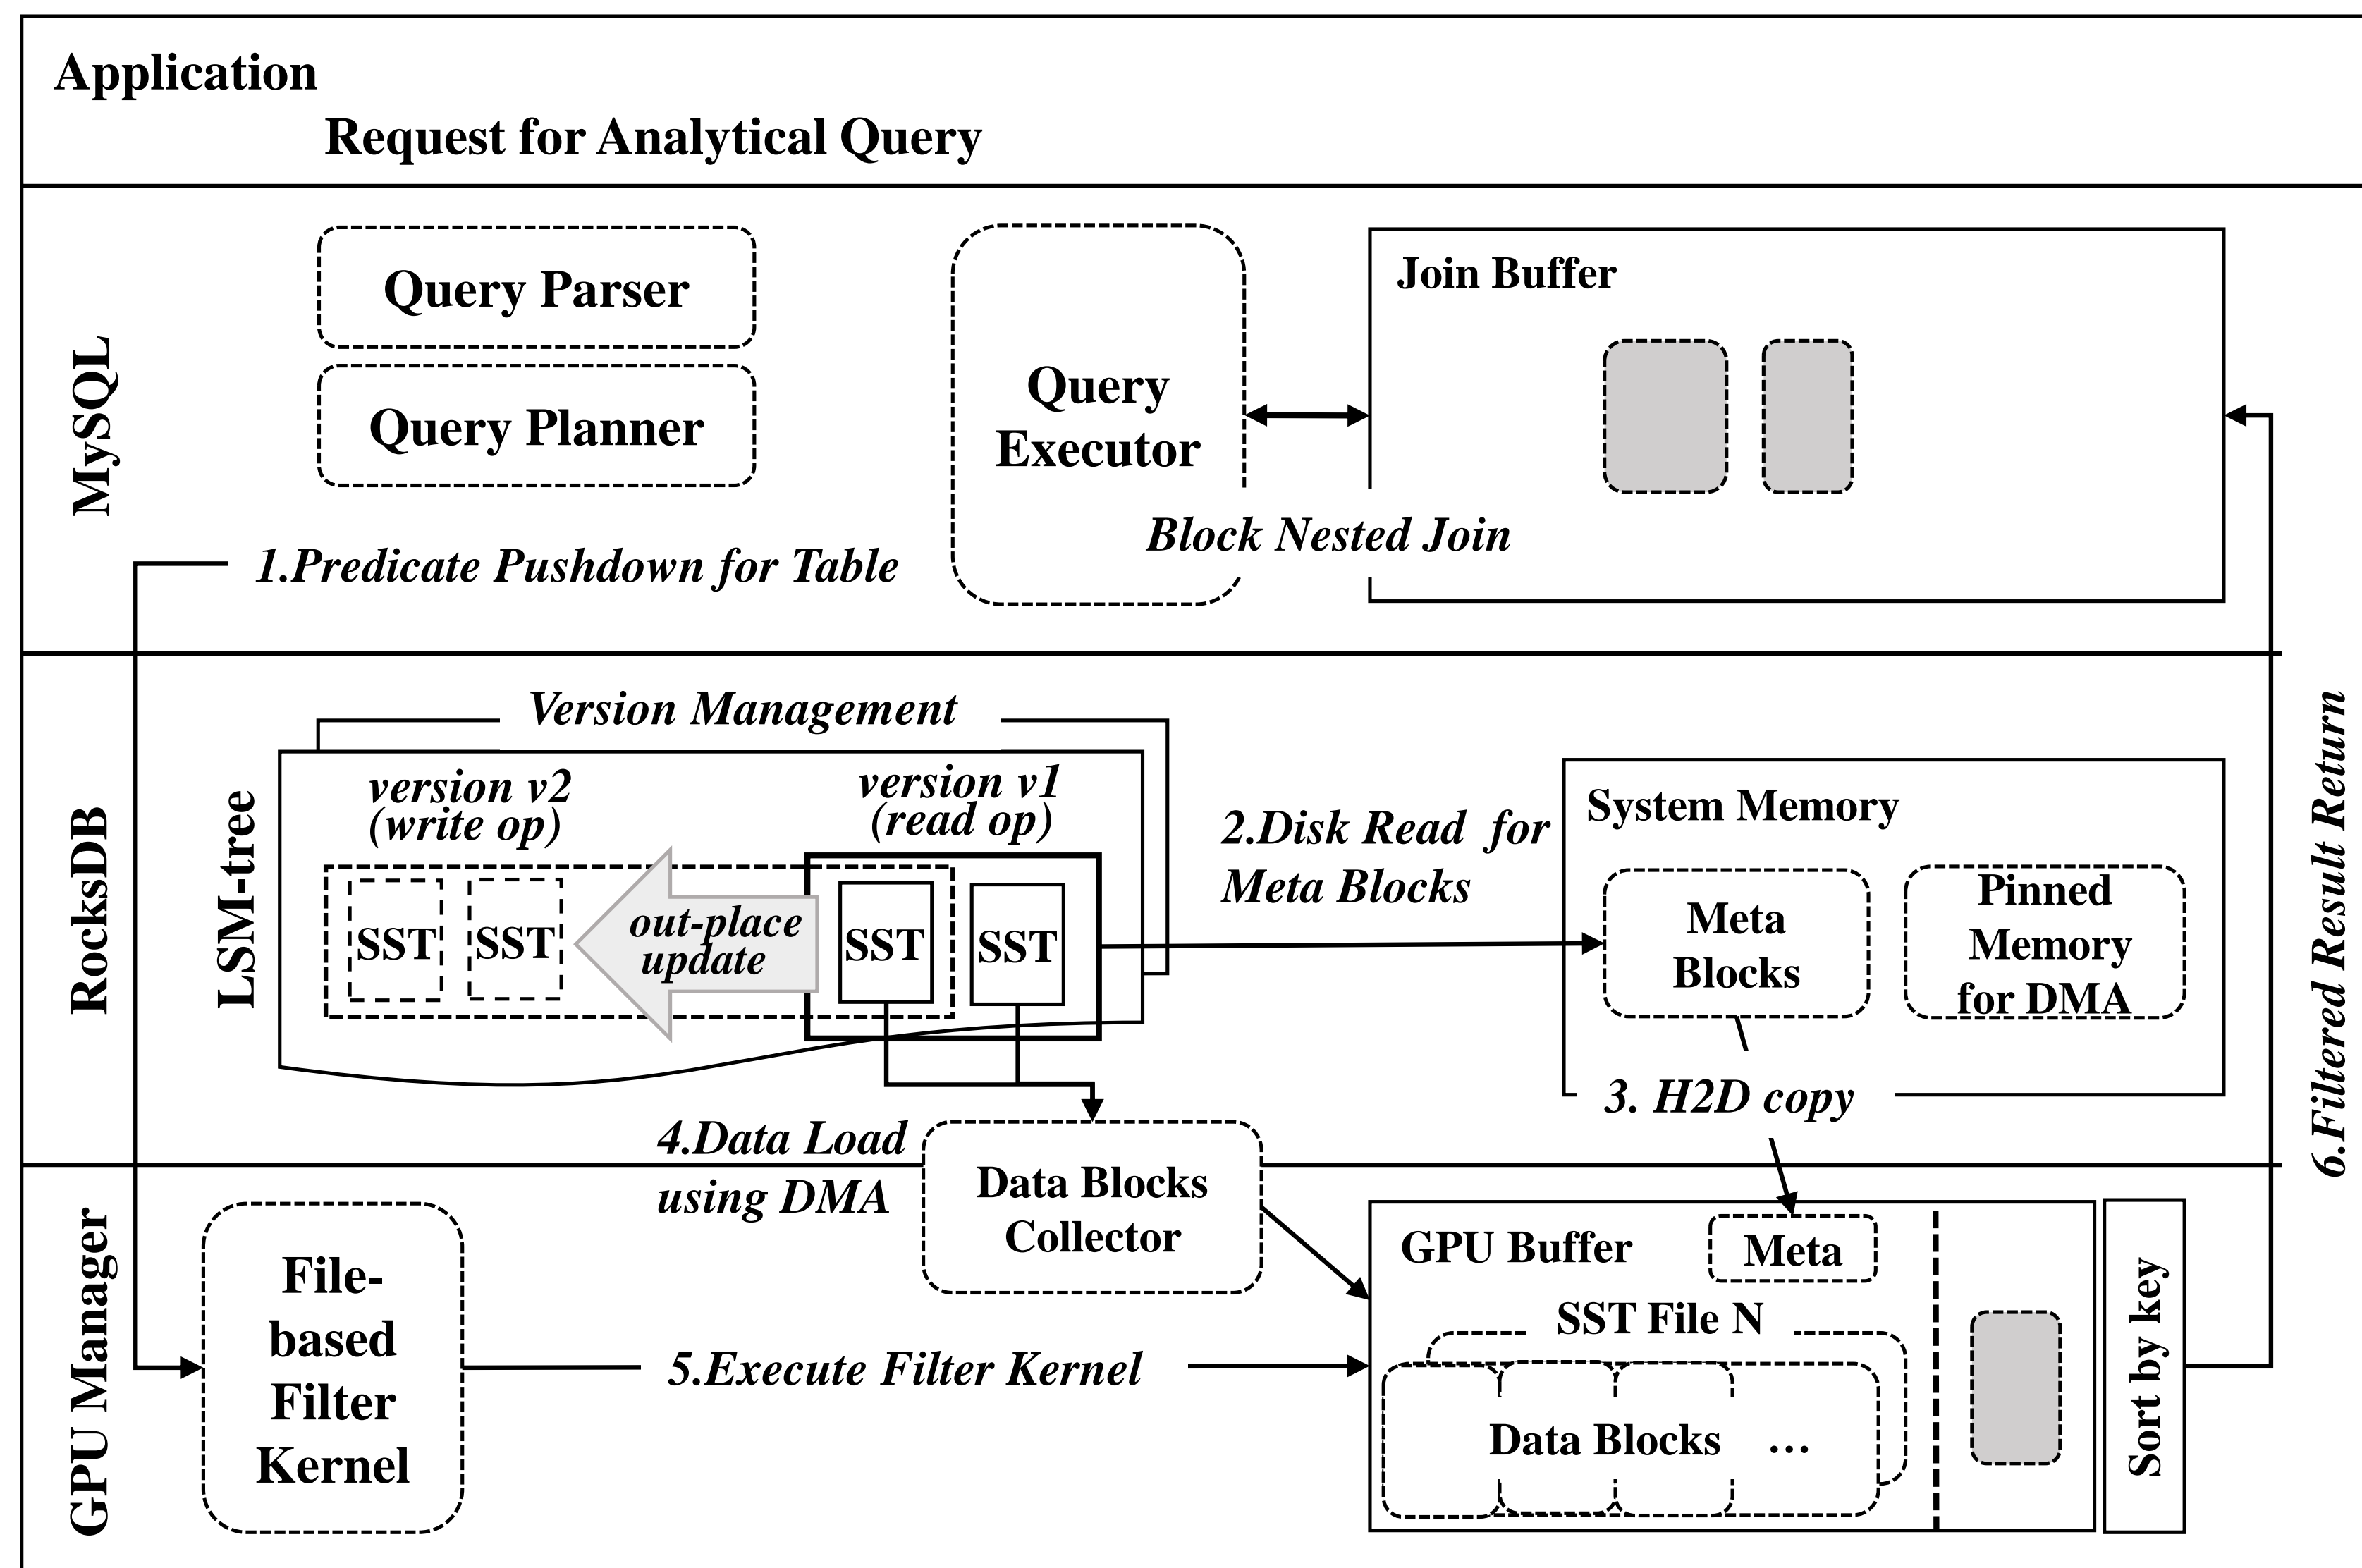 Application
Request for Analytical Query
MySQL
Query Parser
Query Planner
Query
Executor
Join Buffer
Block Nested Join
1.Predicate Pushdown for Table
RocksDB
LSM-tree
Version Management
version v2
(write op)
version v1
(read op)
SST
SST
out-place
update
SST
SST
2.Disk Read for
Meta Blocks
System Memory
Meta
Blocks
Pinned
Memory
for DMA
3. H2D copy
6.Filtered Result Return
4.Data Load
using DMA
Data Blocks
Collector
GPU Manager
File-
based
Filter
Kernel
5.Execute Filter Kernel
GPU Buffer
Meta
SST File N
Data Blocks ...
Sort by key